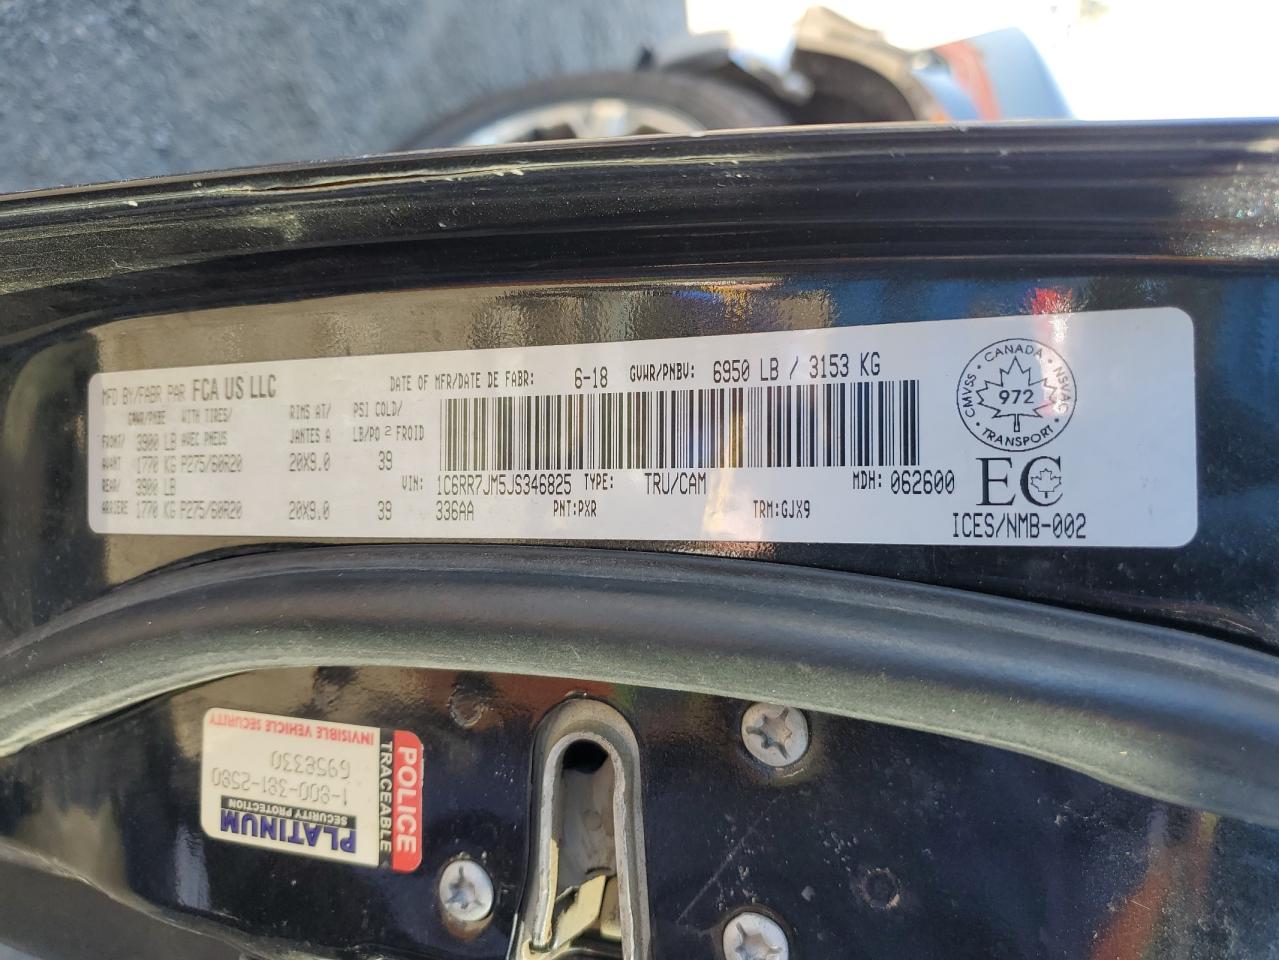 MFD BY/FABR PAR FCA US LLC
DATE OF MFR/DATE DE FABR: 6-18 GVWR/PNBV: 6950 LB / 3153 KG
GAWR/PNBE WITH TIRES/ RIMS AT/ PSI COLD/
FRONT/ 3900 LB AVEC PNEUS JANTES A LB/PO 2 FROID
AVANT 1770 KG P275/60R20 20X9.0 39
REAR/ 3900 LB
ARRIERE 1770 KG P275/60R20 20X9.0 39
VIN: 1C6RR7JM5JS346825 TYPE: TRU/CAM MDH: 062600
336AA PNT:PXR TRM:GJX9
CMVSS · CANADA · NSVAC
972
TRANSPORT
EC
ICES/NMB-002
POLICE
TRACEABLE
PLATINUM
SECURITY PROTECTION
1-800-381-2580
6958330
INVISIBLE VEHICLE SECURITY